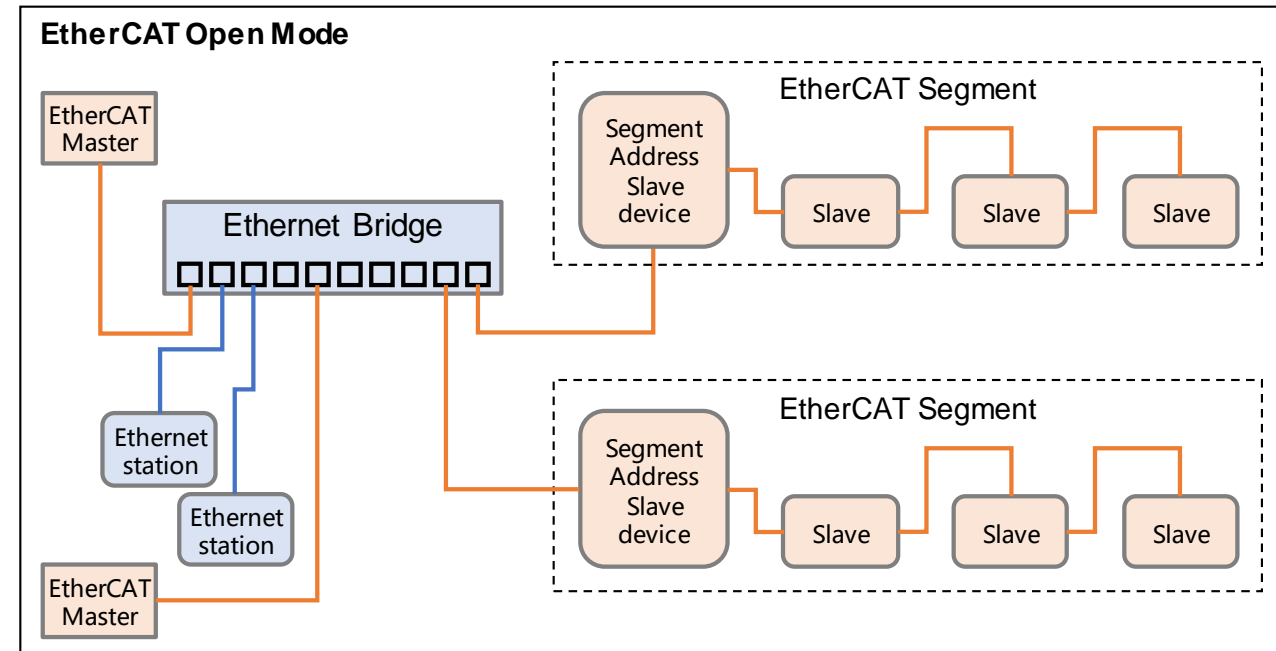 EtherCAT Open Mode
EtherCAT
Master
Ethernet Bridge
Ethernet
station
Ethernet
station
EtherCAT
Master
EtherCAT Segment
Segment
Address
Slave
device
Slave
Slave
Slave
EtherCAT Segment
Segment
Address
Slave
device
Slave
Slave
Slave